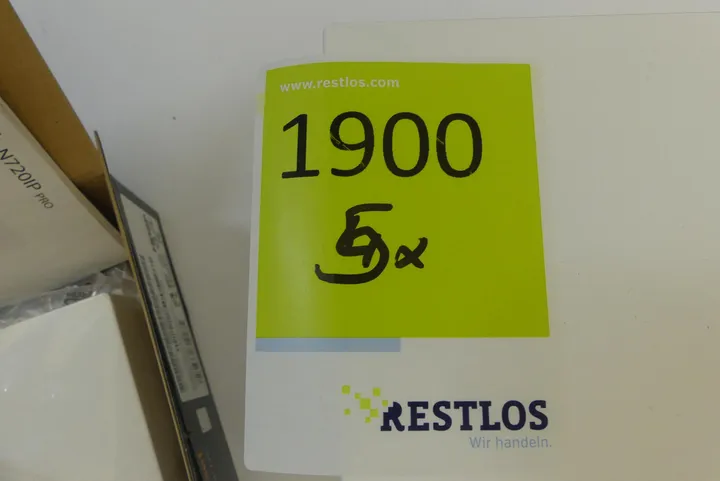 www.restlos.com
1900
5x
RESTLOS
Wir handeln.
N720IP PRO